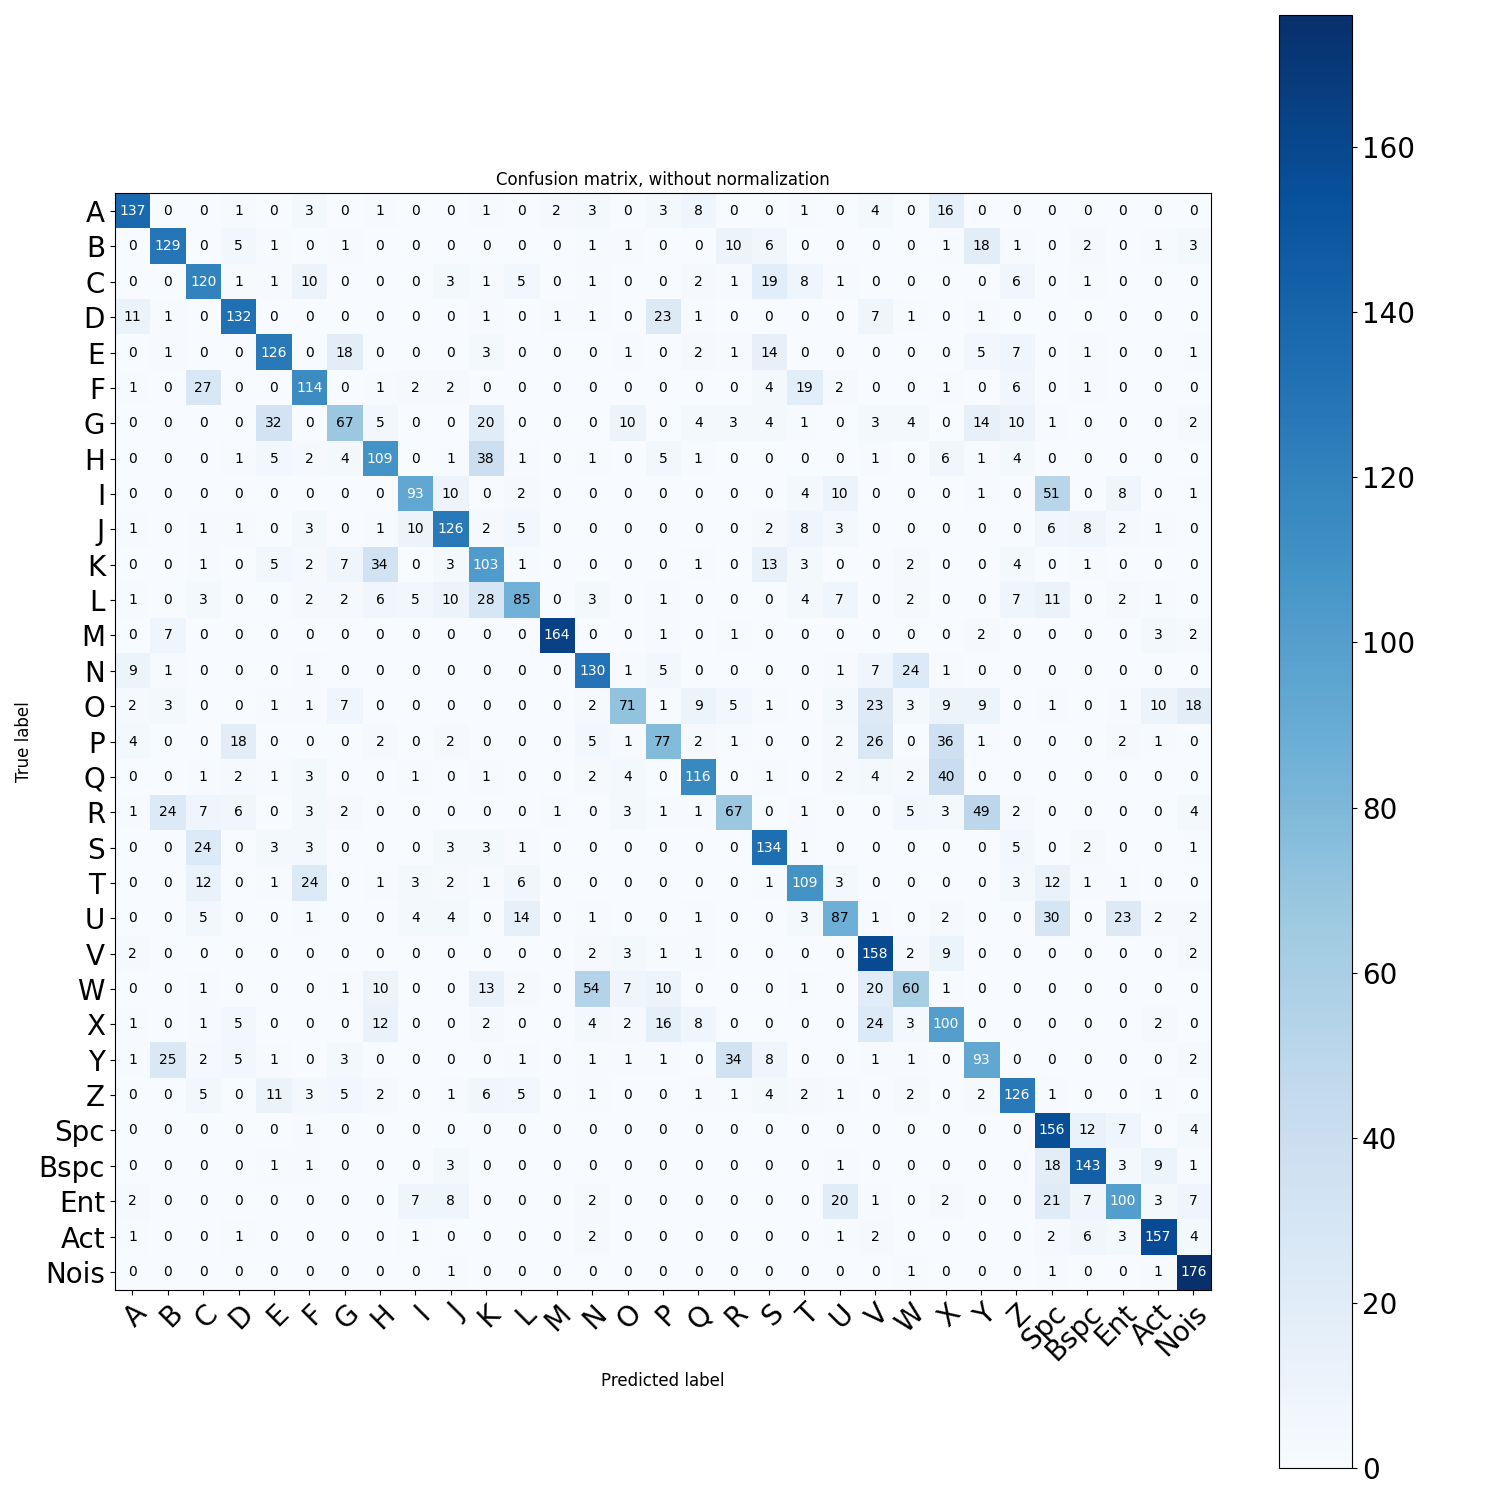 Confusion matrix, without normalization
A 137 0 0 1 0 3 0 1 0 0 1 0 2 3 0 3 8 0 0 1 0 4 0 16 0 0 0 0 0 0 0
B 0 129 0 5 1 0 1 0 0 0 0 0 0 1 1 0 0 10 6 0 0 0 0 1 18 1 0 2 0 1 3
C 0 0 120 1 1 10 0 0 0 3 1 5 0 1 0 0 2 1 19 8 1 0 0 0 0 6 0 1 0 0 0
D 11 1 0 132 0 0 0 0 0 0 1 0 1 1 0 23 1 0 0 0 0 7 1 0 1 0 0 0 0 0 0
E 0 1 0 0 126 0 18 0 0 0 3 0 0 0 1 0 2 1 14 0 0 0 0 0 5 7 0 1 0 0 1
F 1 0 27 0 0 114 0 1 2 2 0 0 0 0 0 0 0 0 4 19 2 0 0 1 0 6 0 1 0 0 0
G 0 0 0 0 32 0 67 5 0 0 20 0 0 0 10 0 4 3 4 1 0 3 4 0 14 10 1 0 0 0 2
H 0 0 0 1 5 2 4 109 0 1 38 1 0 1 0 5 1 0 0 0 0 1 0 6 1 4 0 0 0 0 0
I 0 0 0 0 0 0 0 0 93 10 0 2 0 0 0 0 0 0 0 4 10 0 0 0 1 0 51 0 8 0 1
J 1 0 1 1 0 3 0 1 10 126 2 5 0 0 0 0 0 0 2 8 3 0 0 0 0 0 6 8 2 1 0
K 0 0 1 0 5 2 7 34 0 3 103 1 0 0 0 0 1 0 13 3 0 0 2 0 0 4 0 1 0 0 0
L 1 0 3 0 0 2 2 6 5 10 28 85 0 3 0 1 0 0 0 4 7 0 2 0 0 7 11 0 2 1 0
M 0 7 0 0 0 0 0 0 0 0 0 0 164 0 0 1 0 1 0 0 0 0 0 0 2 0 0 0 0 3 2
N 9 1 0 0 0 1 0 0 0 0 0 0 0 130 1 5 0 0 0 0 1 7 24 1 0 0 0 0 0 0 0
O 2 3 0 0 1 1 7 0 0 0 0 0 0 2 71 1 9 5 1 0 3 23 3 9 9 0 1 0 1 10 18
P 4 0 0 18 0 0 0 2 0 2 0 0 0 5 1 77 2 1 0 0 2 26 0 36 1 0 0 0 2 1 0
Q 0 0 1 2 1 3 0 0 1 0 1 0 0 2 4 0 116 0 1 0 2 4 2 40 0 0 0 0 0 0 0
R 1 24 7 6 0 3 2 0 0 0 0 0 1 0 3 1 1 67 0 1 0 0 5 3 49 2 0 0 0 0 4
S 0 0 24 0 3 3 0 0 0 3 3 1 0 0 0 0 0 0 134 1 0 0 0 0 0 5 0 2 0 0 1
T 0 0 12 0 1 24 0 1 3 2 1 6 0 0 0 0 0 0 1 109 3 0 0 0 0 3 12 1 1 0 0
U 0 0 5 0 0 1 0 0 4 4 0 14 0 1 0 0 1 0 0 3 87 1 0 2 0 0 30 0 23 2 2
V 2 0 0 0 0 0 0 0 0 0 0 0 0 2 3 1 1 0 0 0 0 158 2 9 0 0 0 0 0 0 2
W 0 0 1 0 0 0 1 10 0 0 13 2 0 54 7 10 0 0 0 1 0 20 60 1 0 0 0 0 0 0 0
X 1 0 1 5 0 0 0 12 0 0 2 0 0 4 2 16 8 0 0 0 0 24 3 100 0 0 0 0 0 2 0
Y 1 25 2 5 1 0 3 0 0 0 0 1 0 1 1 1 0 34 8 0 0 1 1 0 93 0 0 0 0 0 2
Z 0 0 5 0 11 3 5 2 0 1 6 5 0 1 0 0 1 1 4 2 1 0 2 0 2 126 1 0 0 1 0
Spc 0 0 0 0 0 1 0 0 0 0 0 0 0 0 0 0 0 0 0 0 0 0 0 0 0 0 156 12 7 0 4
Bspc 0 0 0 0 1 1 0 0 0 3 0 0 0 0 0 0 0 0 0 0 1 0 0 0 0 0 18 143 3 9 1
Ent 2 0 0 0 0 0 0 0 7 8 0 0 0 2 0 0 0 0 0 0 20 1 0 2 0 0 21 7 100 3 7
Act 1 0 0 1 0 0 0 0 1 0 0 0 0 2 0 0 0 0 0 0 1 2 0 0 0 0 2 6 3 157 4
Nois 0 0 0 0 0 0 0 0 0 1 0 0 0 0 0 0 0 0 0 0 0 0 1 0 0 0 1 0 0 1 176
A B C D E F G H I J K L M N O P Q R S T U V W X Y Z Spc Bspc Ent Act Nois
Predicted label
True label
160
140
120
100
80
60
40
20
0